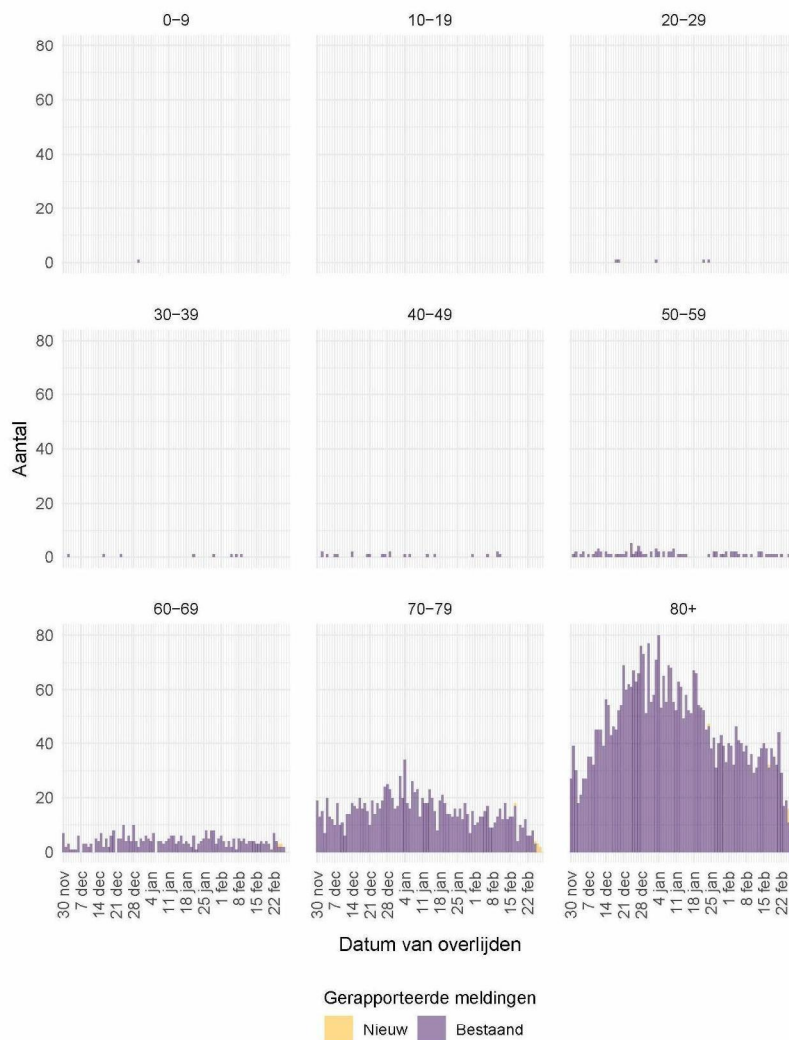 0−9 10−19 20−29
80
60
40
20
0
30−39 40−49 50−59
80
60
40
20
0
Aantal
60−69 70−79 80+
80
60
40
20
0
30 nov 7 dec 14 dec 21 dec 28 dec 4 jan 11 jan 18 jan 25 jan 1 feb 8 feb 15 feb 22 feb
30 nov 7 dec 14 dec 21 dec 28 dec 4 jan 11 jan 18 jan 25 jan 1 feb 8 feb 15 feb 22 feb
30 nov 7 dec 14 dec 21 dec 28 dec 4 jan 11 jan 18 jan 25 jan 1 feb 8 feb 15 feb 22 feb
Datum van overlijden
Gerapporteerde meldingen
Nieuw Bestaand